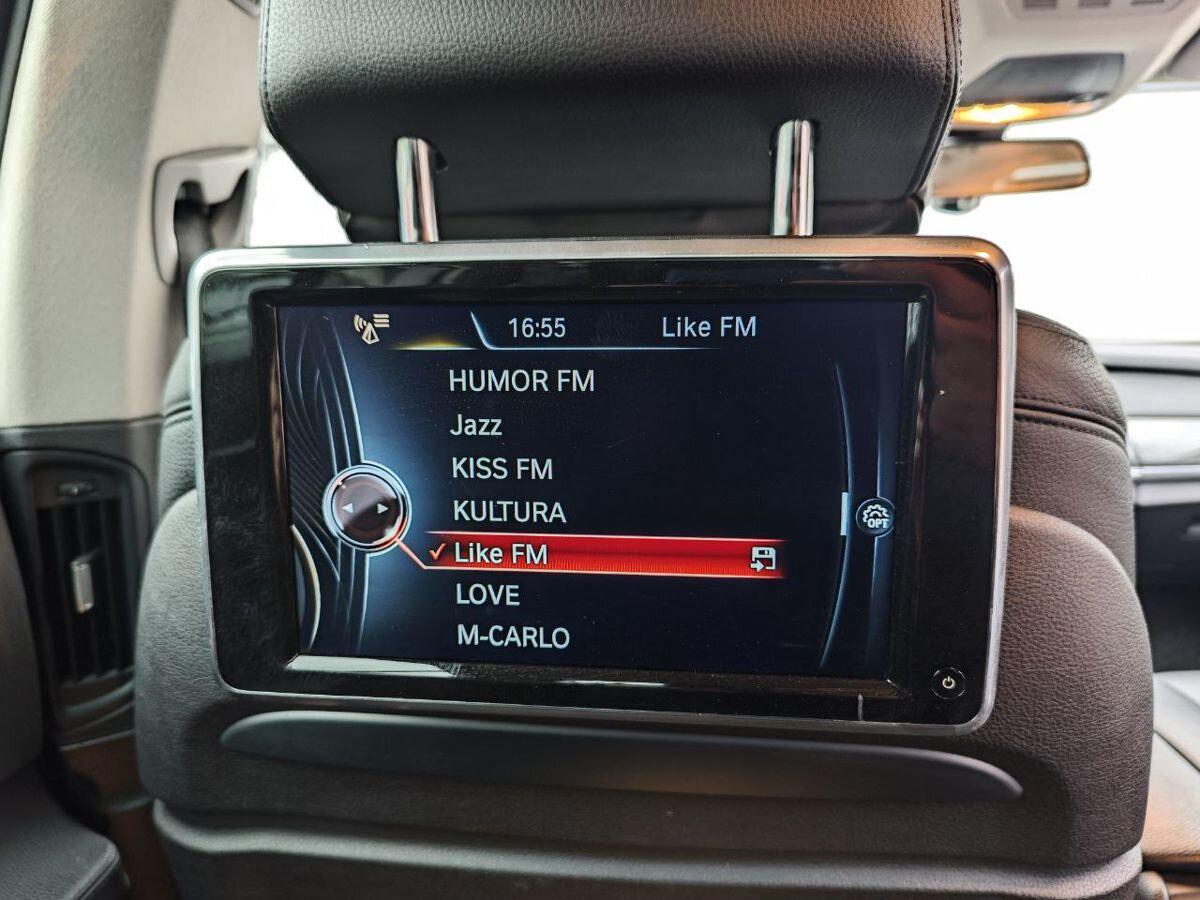 16:55 Like FM
HUMOR FM
Jazz
KISS FM
KULTURA
OPT
Like FM
LOVE
M-CARLO